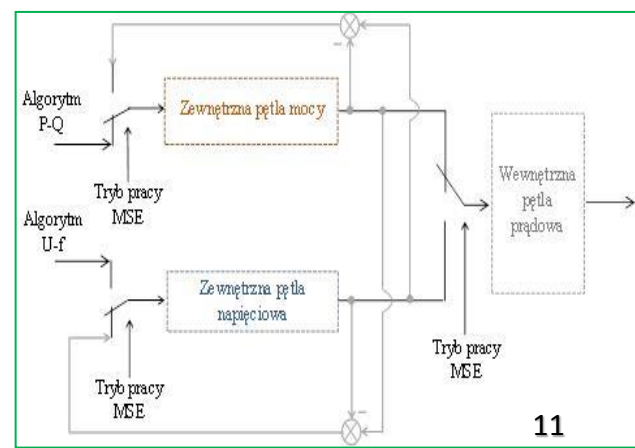 Algorytm
P-Q
Zewnętrzna pętla mocy
Tryb pracy
MSE
Wewnętrzna
pętla
prądowa
Algorytm
U-f
Zewnętrzna pętla
napięciowa
Tryb pracy
MSE
Tryb pracy
MSE
11